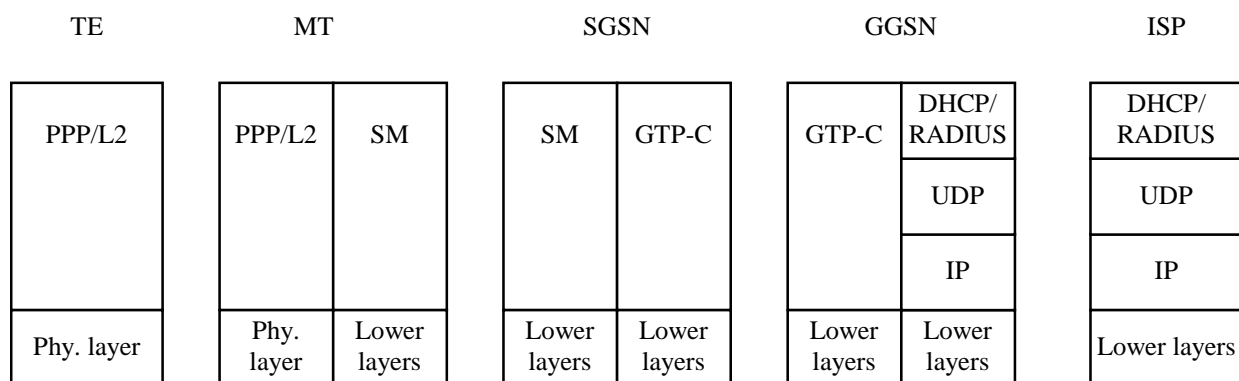 TE MT SGSN GGSN ISP
PPP/L2 PPP/L2 SM SM GTP-C GTP-C DHCP/ RADIUS DHCP/ RADIUS
UDP UDP
IP IP
Phy. layer Phy. layer Lower layers Lower layers Lower layers Lower layers Lower layers Lower layers